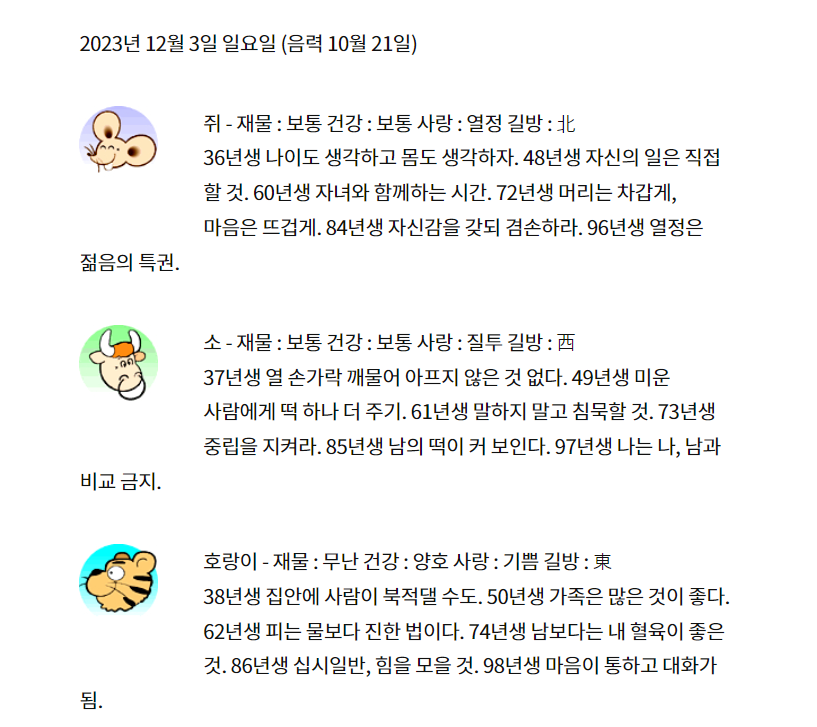 2023년 12월 3일 일요일 (음력 10월 21일)
쥐 - 재물 : 보통 건강 : 보통 사랑 : 열정 길방 : 北
36년생 나이도 생각하고 몸도 생각하자. 48년생 자신의 일은 직접
할 것. 60년생 자녀와 함께하는 시간. 72년생 머리는 차갑게,
마음은 뜨겁게. 84년생 자신감을 갖되 겸손하라. 96년생 열정은
젊음의 특권.
소 - 재물 : 보통 건강 : 보통 사랑 : 질투 길방 : 西
37년생 열 손가락 깨물어 아프지 않은 것 없다. 49년생 미운
사람에게 떡 하나 더 주기. 61년생 말하지 말고 침묵할 것. 73년생
중립을 지켜라. 85년생 남의 떡이 커 보인다. 97년생 나는 나, 남과
비교 금지.
호랑이 - 재물 : 무난 건강 : 양호 사랑 : 기쁨 길방 : 東
38년생 집안에 사람이 북적댈 수도. 50년생 가족은 많은 것이 좋다.
62년생 피는 물보다 진한 법이다. 74년생 남보다는 내 혈육이 좋은
것. 86년생 십시일반, 힘을 모을 것. 98년생 마음이 통하고 대화가
됨.